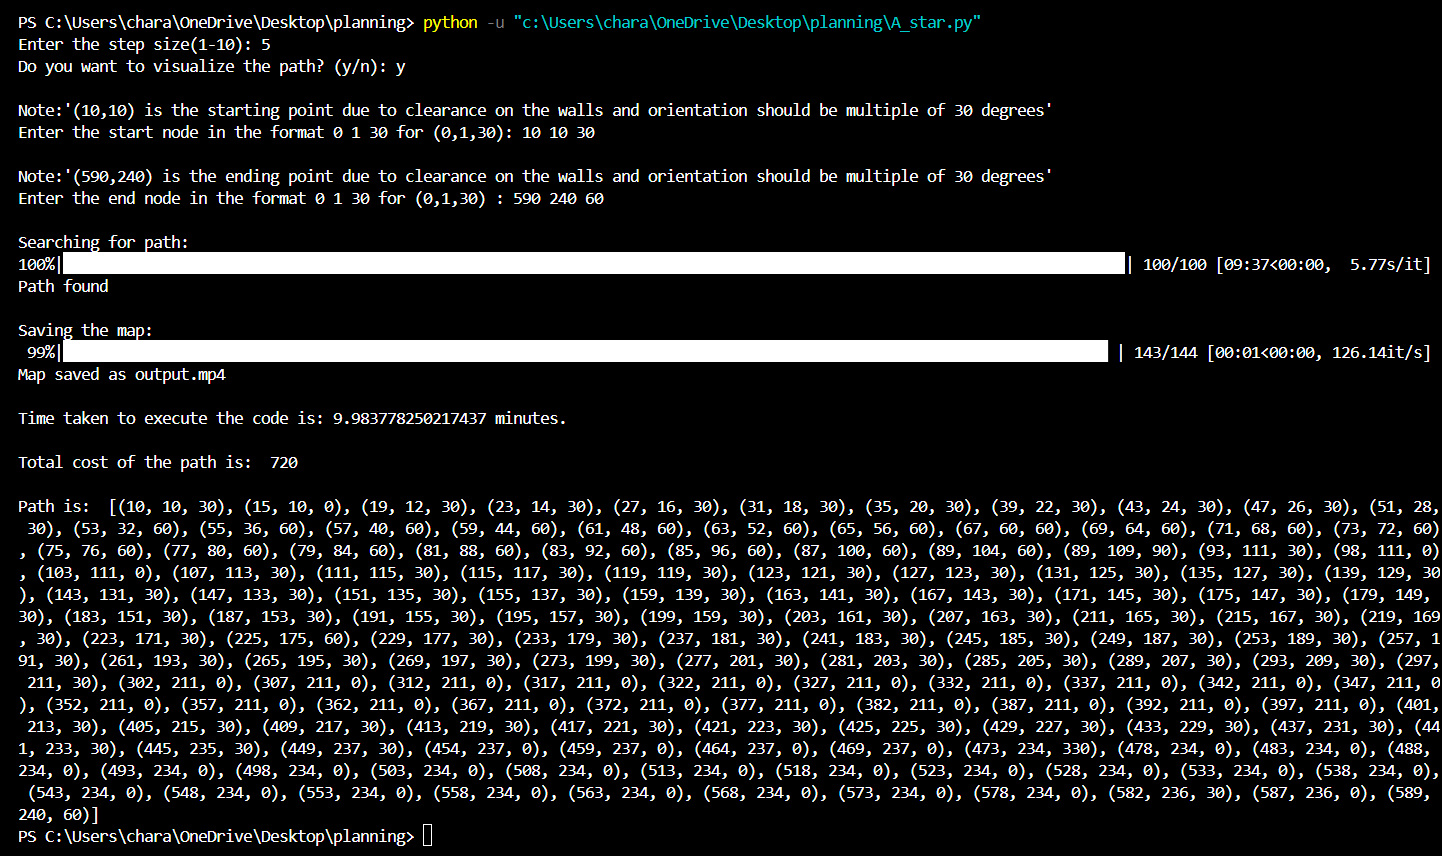 PS C:\Users\chara\OneDrive\Desktop\planning> python -u "c:\Users\chara\OneDrive\Desktop\planning\A_star.py"
Enter the step size(1-10): 5
Do you want to visualize the path? (y/n): y
Note:'(10,10) is the starting point due to clearance on the walls and orientation should be multiple of 30 degrees'
Enter the start node in the format 0 1 30 for (0,1,30): 10 10 30
Note:'(590,240) is the ending point due to clearance on the walls and orientation should be multiple of 30 degrees'
Enter the end node in the format 0 1 30 for (0,1,30) : 590 240 60
Searching for path:
100%| | 100/100 [09:37<00:00,  5.77s/it]
Path found
Saving the map:
 99%| | 143/144 [00:01<00:00, 126.14it/s]
Map saved as output.mp4
Time taken to execute the code is: 9.983778250217437 minutes.
Total cost of the path is:  720
Path is:  [(10, 10, 30), (15, 10, 0), (19, 12, 30), (23, 14, 30), (27, 16, 30), (31, 18, 30), (35, 20, 30), (39, 22, 30), (43, 24, 30), (47, 26, 30), (51, 28,
 30), (53, 32, 60), (55, 36, 60), (57, 40, 60), (59, 44, 60), (61, 48, 60), (63, 52, 60), (65, 56, 60), (67, 60, 60), (69, 64, 60), (71, 68, 60), (73, 72, 60)
, (75, 76, 60), (77, 80, 60), (79, 84, 60), (81, 88, 60), (83, 92, 60), (85, 96, 60), (87, 100, 60), (89, 104, 60), (89, 109, 90), (93, 111, 30), (98, 111, 0)
, (103, 111, 0), (107, 113, 30), (111, 115, 30), (115, 117, 30), (119, 119, 30), (123, 121, 30), (127, 123, 30), (131, 125, 30), (135, 127, 30), (139, 129, 30
), (143, 131, 30), (147, 133, 30), (151, 135, 30), (155, 137, 30), (159, 139, 30), (163, 141, 30), (167, 143, 30), (171, 145, 30), (175, 147, 30), (179, 149,
30), (183, 151, 30), (187, 153, 30), (191, 155, 30), (195, 157, 30), (199, 159, 30), (203, 161, 30), (207, 163, 30), (211, 165, 30), (215, 167, 30), (219, 169
, 30), (223, 171, 30), (225, 175, 60), (229, 177, 30), (233, 179, 30), (237, 181, 30), (241, 183, 30), (245, 185, 30), (249, 187, 30), (253, 189, 30), (257, 1
91, 30), (261, 193, 30), (265, 195, 30), (269, 197, 30), (273, 199, 30), (277, 201, 30), (281, 203, 30), (285, 205, 30), (289, 207, 30), (293, 209, 30), (297,
 211, 30), (302, 211, 0), (307, 211, 0), (312, 211, 0), (317, 211, 0), (322, 211, 0), (327, 211, 0), (332, 211, 0), (337, 211, 0), (342, 211, 0), (347, 211, 0
), (352, 211, 0), (357, 211, 0), (362, 211, 0), (367, 211, 0), (372, 211, 0), (377, 211, 0), (382, 211, 0), (387, 211, 0), (392, 211, 0), (397, 211, 0), (401,
 213, 30), (405, 215, 30), (409, 217, 30), (413, 219, 30), (417, 221, 30), (421, 223, 30), (425, 225, 30), (429, 227, 30), (433, 229, 30), (437, 231, 30), (44
1, 233, 30), (445, 235, 30), (449, 237, 30), (454, 237, 0), (459, 237, 0), (464, 237, 0), (469, 237, 0), (473, 234, 330), (478, 234, 0), (483, 234, 0), (488,
234, 0), (493, 234, 0), (498, 234, 0), (503, 234, 0), (508, 234, 0), (513, 234, 0), (518, 234, 0), (523, 234, 0), (528, 234, 0), (533, 234, 0), (538, 234, 0),
 (543, 234, 0), (548, 234, 0), (553, 234, 0), (558, 234, 0), (563, 234, 0), (568, 234, 0), (573, 234, 0), (578, 234, 0), (582, 236, 30), (587, 236, 0), (589,
240, 60)]
PS C:\Users\chara\OneDrive\Desktop\planning>